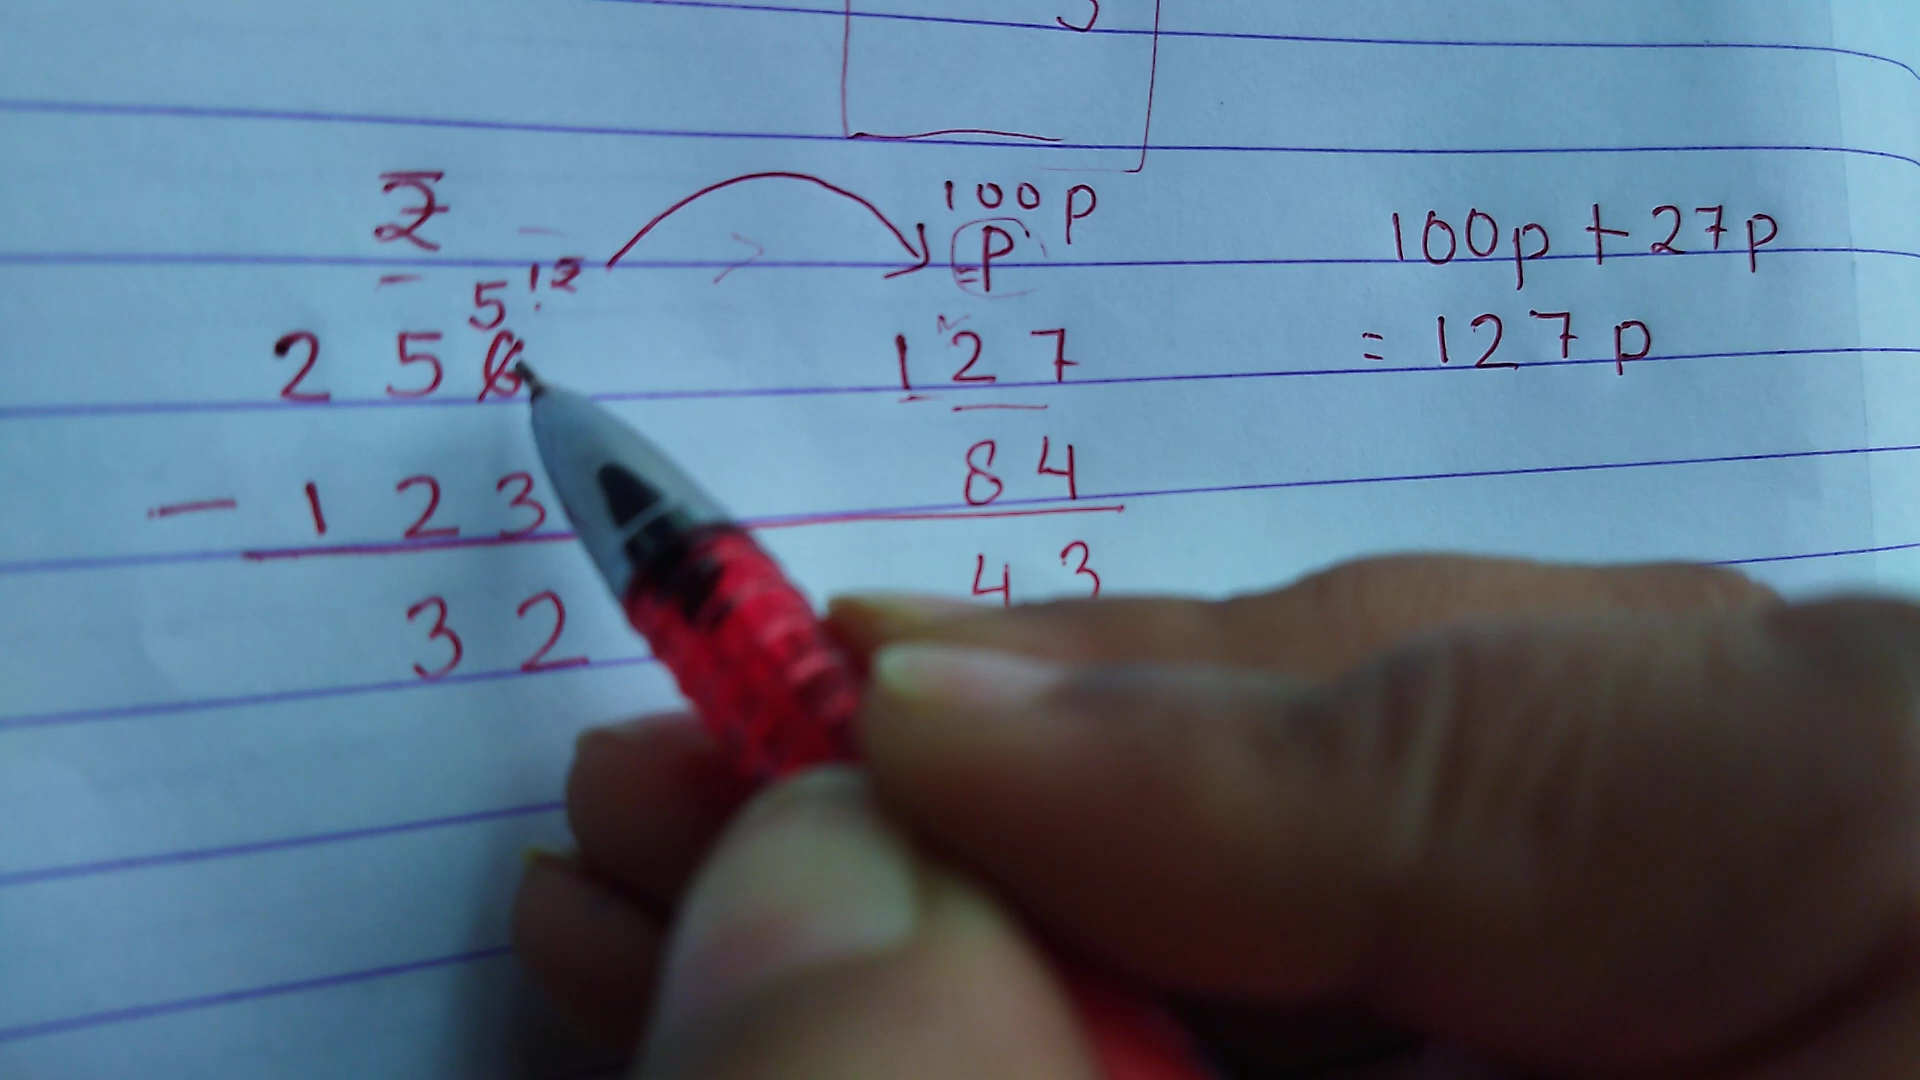 ₹ 100 p
p
5 12
2 5 6 1 2 7
100p + 27p
= 127 p
- 1 2 3 8 4
3 2 4 3